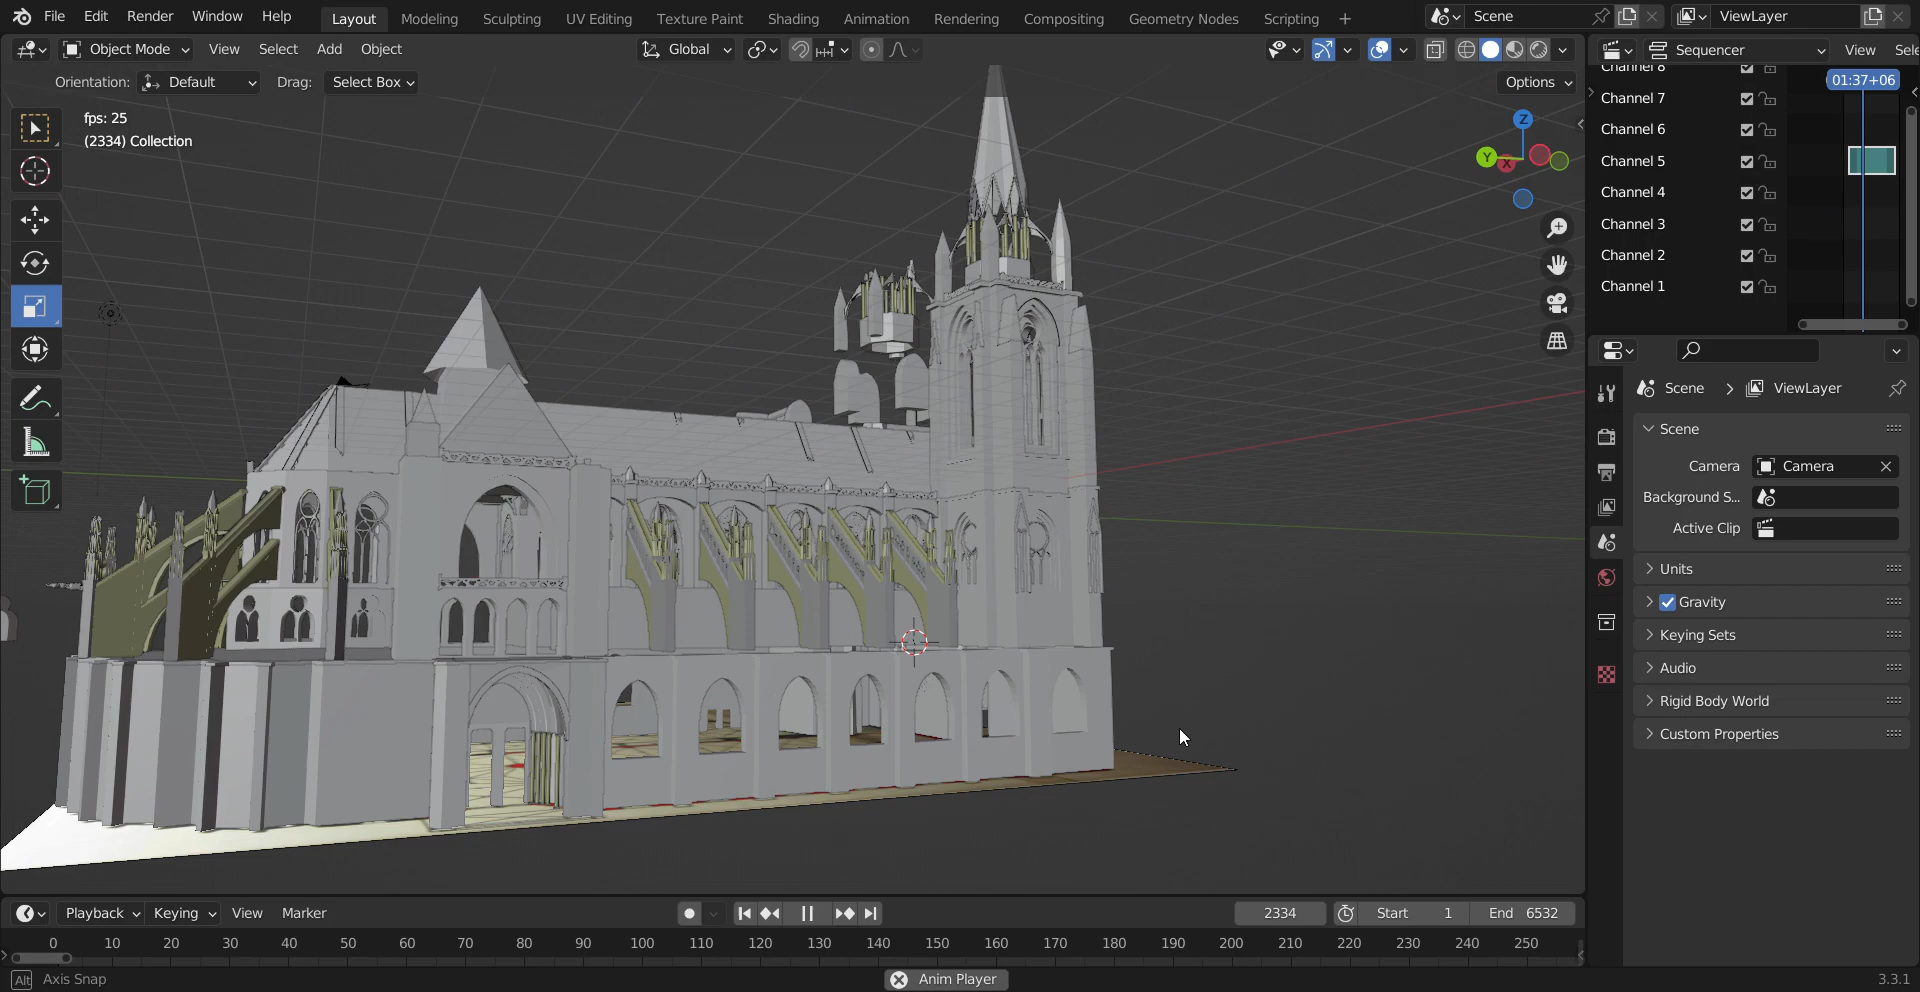 File Edit Render Window Help Layout Modeling Sculpting UV Editing Texture Paint Shading Animation Rendering Compositing Geometry Nodes Scripting + Scene ViewLayer
Object Mode View Select Add Object Global Sequencer View Sele
Orientation: Default Drag: Select Box Options
fps: 25
(2334) Collection
Z
Y
X
01:37+06
Channel 8
Channel 7
Channel 6
Channel 5
Channel 4
Channel 3
Channel 2
Channel 1
Scene > ViewLayer
Scene
Camera Camera
Background S...
Active Clip
Units
Gravity
Keying Sets
Audio
Rigid Body World
Custom Properties
Playback Keying View Marker 2334 Start 1 End 6532
0 10 20 30 40 50 60 70 80 90 100 110 120 130 140 150 160 170 180 190 200 210 220 230 240 250
Alt Axis Snap Anim Player 3.3.1